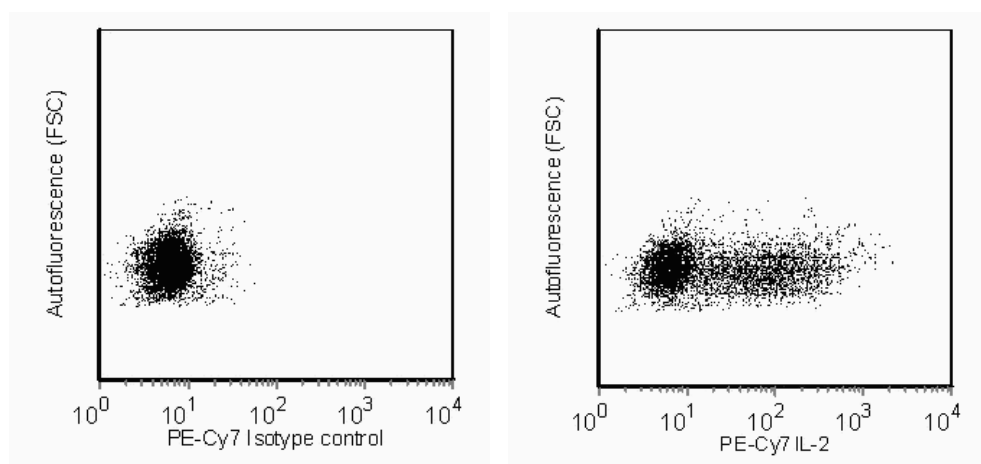 Autofluorescence (FSC)
10^0 10^1 10^2 10^3 10^4
PE-Cy7 Isotype control
Autofluorescence (FSC)
10^0 10^1 10^2 10^3 10^4
PE-Cy7 IL-2